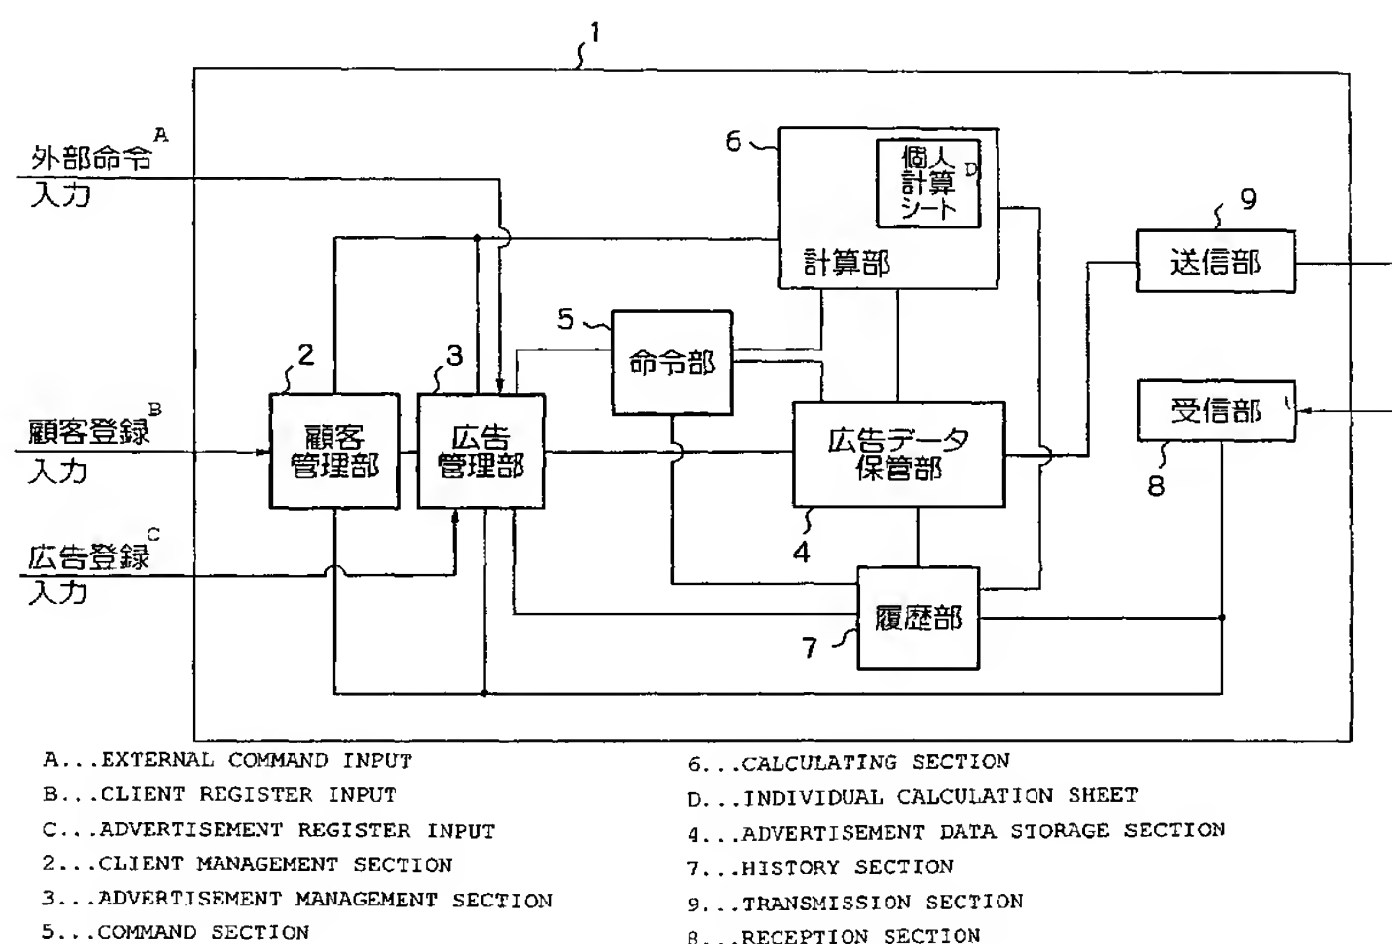 1
A
外部命令
入力
6
個人
計算
シート
D
計算部
9
送信部
5
命令部
2
顧客
管理部
3
広告
管理部
B
顧客登録
入力
広告データ
保管部
4
受信部
8
C
広告登録
入力
履歴部
7
A...EXTERNAL COMMAND INPUT
B...CLIENT REGISTER INPUT
C...ADVERTISEMENT REGISTER INPUT
2...CLIENT MANAGEMENT SECTION
3...ADVERTISEMENT MANAGEMENT SECTION
5...COMMAND SECTION
6...CALCULATING SECTION
D...INDIVIDUAL CALCULATION SHEET
4...ADVERTISEMENT DATA STORAGE SECTION
7...HISTORY SECTION
9...TRANSMISSION SECTION
8...RECEPTION SECTION